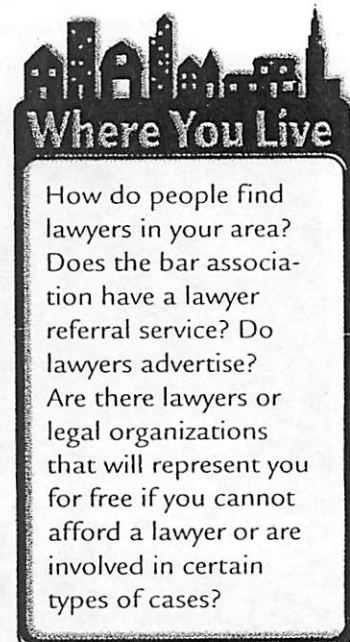 Where You Live
How do people find
lawyers in your area?
Does the bar associa-
tion have a lawyer
referral service? Do
lawyers advertise?
Are there lawyers or
legal organizations
that will represent you
for free if you cannot
afford a lawyer or are
involved in certain
types of cases?